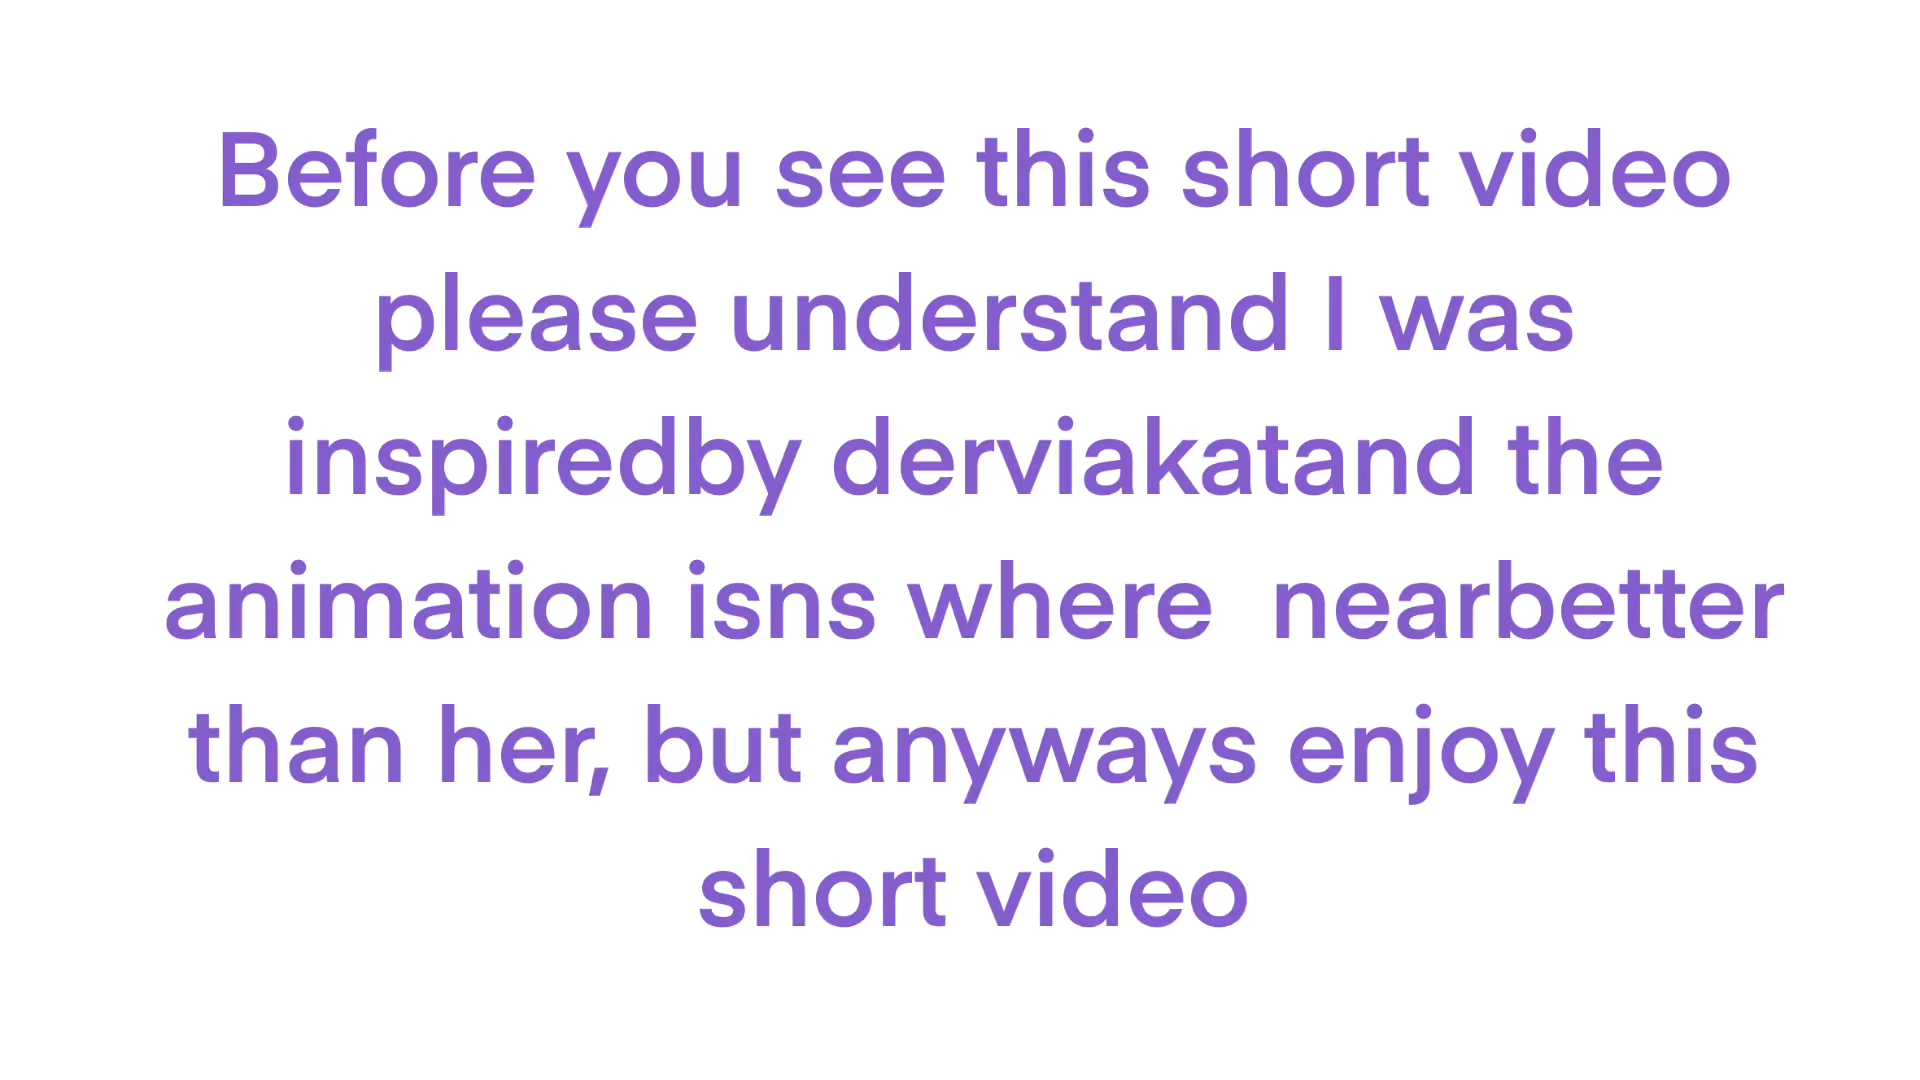 Before you see this short video
please understand I was
inspiredby derviakatand the
animation isns where  nearbetter
than her, but anyways enjoy this
short video